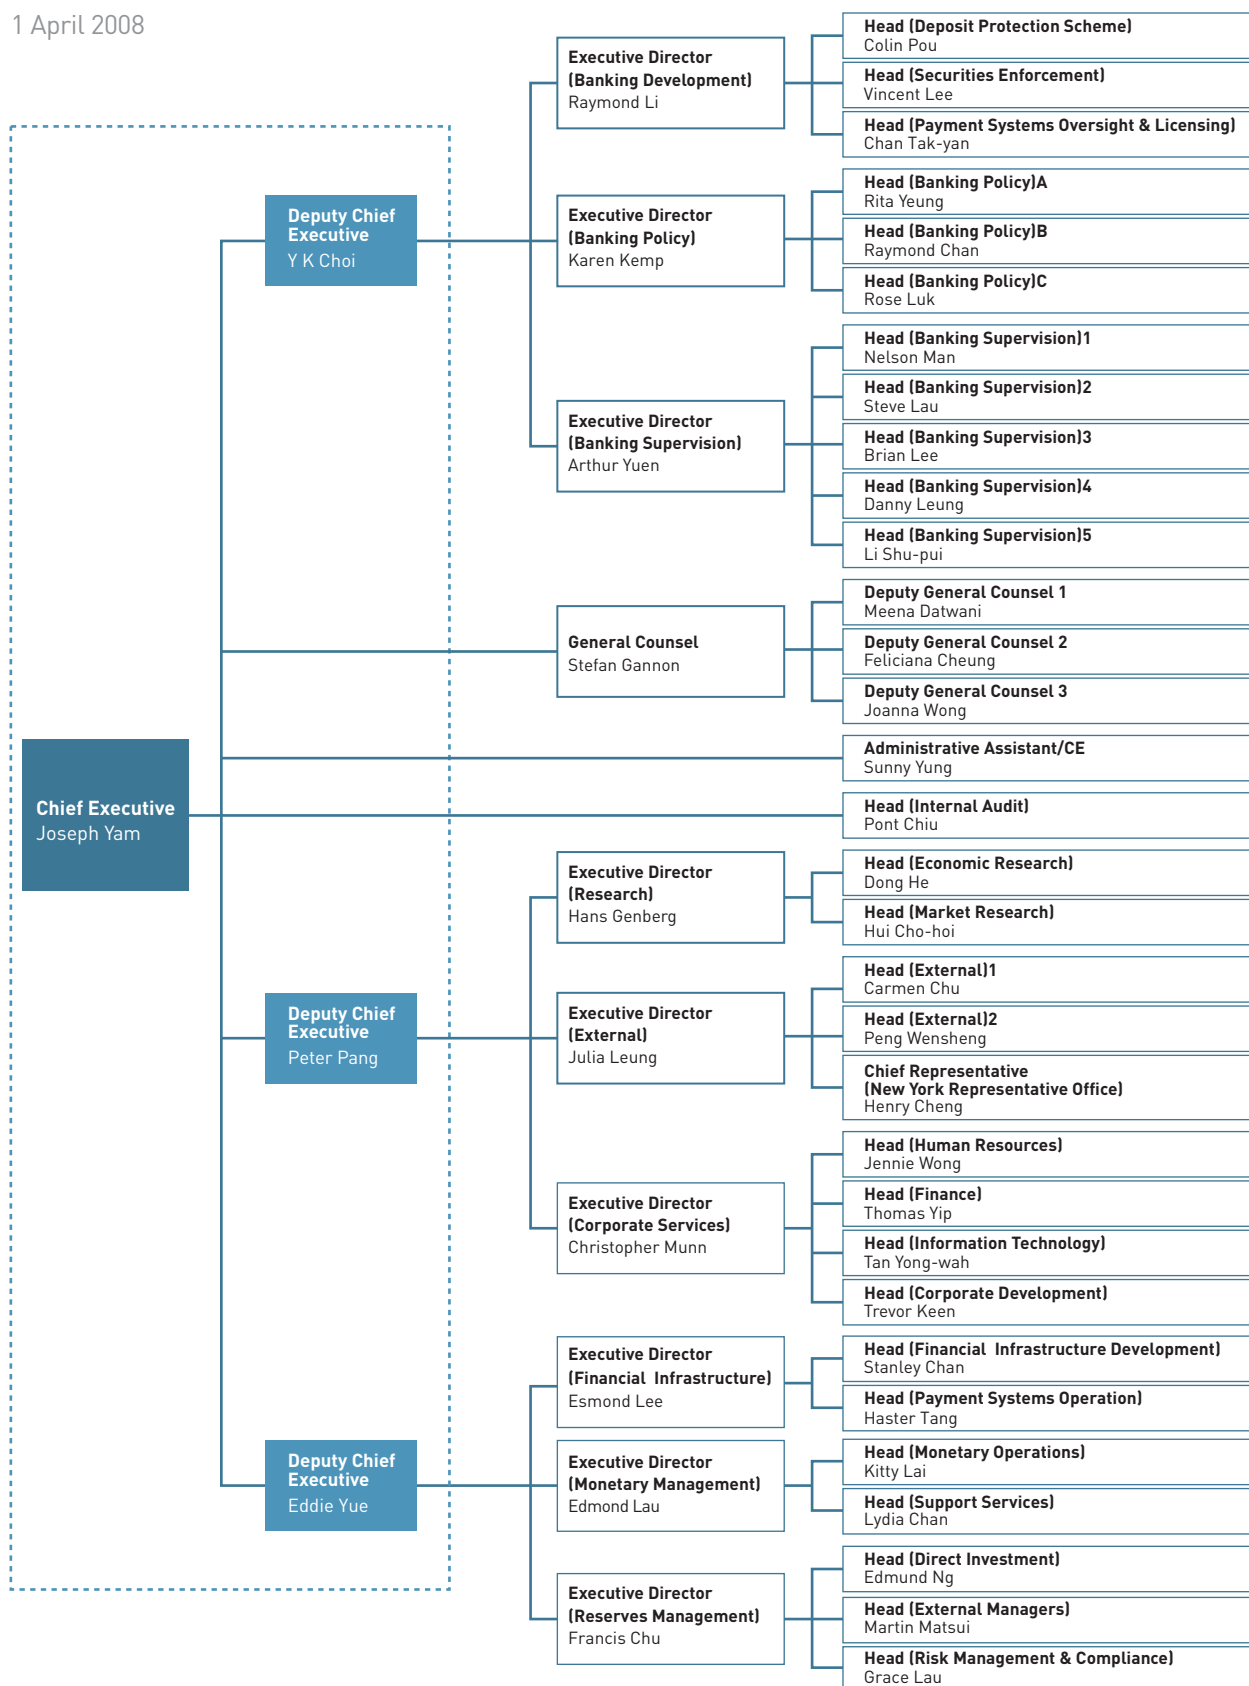 1 April 2008
Chief Executive
Joseph Yam
Deputy Chief
Executive
Y K Choi
Executive Director
(Banking Development)
Raymond Li
Head (Deposit Protection Scheme)
Colin Pou
Head (Securities Enforcement)
Vincent Lee
Head (Payment Systems Oversight & Licensing)
Chan Tak-yan
Executive Director
(Banking Policy)
Karen Kemp
Head (Banking Policy)A
Rita Yeung
Head (Banking Policy)B
Raymond Chan
Head (Banking Policy)C
Rose Luk
Executive Director
(Banking Supervision)
Arthur Yuen
Head (Banking Supervision)1
Nelson Man
Head (Banking Supervision)2
Steve Lau
Head (Banking Supervision)3
Brian Lee
Head (Banking Supervision)4
Danny Leung
Head (Banking Supervision)5
Li Shu-pui
General Counsel
Stefan Gannon
Deputy General Counsel 1
Meena Datwani
Deputy General Counsel 2
Feliciana Cheung
Deputy General Counsel 3
Joanna Wong
Administrative Assistant/CE
Sunny Yung
Head (Internal Audit)
Pont Chiu
Deputy Chief
Executive
Peter Pang
Executive Director
(Research)
Hans Genberg
Head (Economic Research)
Dong He
Head (Market Research)
Hui Cho-hoi
Executive Director
(External)
Julia Leung
Head (External)1
Carmen Chu
Head (External)2
Peng Wensheng
Chief Representative
(New York Representative Office)
Henry Cheng
Executive Director
(Corporate Services)
Christopher Munn
Head (Human Resources)
Jennie Wong
Head (Finance)
Thomas Yip
Head (Information Technology)
Tan Yong-wah
Head (Corporate Development)
Trevor Keen
Deputy Chief
Executive
Eddie Yue
Executive Director
(Financial Infrastructure)
Esmond Lee
Head (Financial Infrastructure Development)
Stanley Chan
Head (Payment Systems Operation)
Haster Tang
Executive Director
(Monetary Management)
Edmond Lau
Head (Monetary Operations)
Kitty Lai
Head (Support Services)
Lydia Chan
Executive Director
(Reserves Management)
Francis Chu
Head (Direct Investment)
Edmund Ng
Head (External Managers)
Martin Matsui
Head (Risk Management & Compliance)
Grace Lau